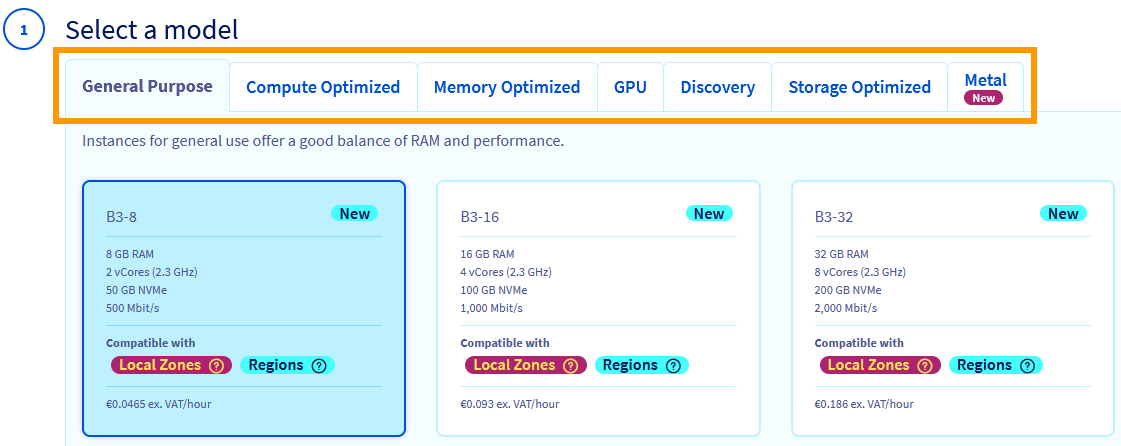 1
Select a model
General Purpose
Compute Optimized
Memory Optimized
GPU
Discovery
Storage Optimized
Metal
New
Instances for general use offer a good balance of RAM and performance.
B3-8
New
8 GB RAM
2 vCores (2.3 GHz)
50 GB NVMe
500 Mbit/s
Compatible with
Local Zones ? Regions ?
€0.0465 ex. VAT/hour
B3-16
New
16 GB RAM
4 vCores (2.3 GHz)
100 GB NVMe
1,000 Mbit/s
Compatible with
Local Zones ? Regions ?
€0.093 ex. VAT/hour
B3-32
New
32 GB RAM
8 vCores (2.3 GHz)
200 GB NVMe
2,000 Mbit/s
Compatible with
Local Zones ? Regions ?
€0.186 ex. VAT/hour